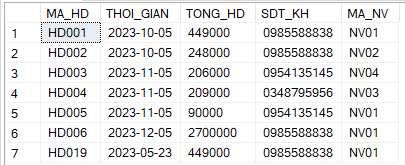 MA_HD THOI_GIAN TONG_HD SDT_KH MA_NV
1 HD001 2023-10-05 449000 0985588838 NV01
2 HD002 2023-10-05 248000 0985588838 NV02
3 HD003 2023-11-05 206000 0954135145 NV04
4 HD004 2023-11-05 209000 0348795956 NV03
5 HD005 2023-11-05 90000 0954135145 NV01
6 HD006 2023-12-05 2700000 0985588838 NV01
7 HD019 2023-05-23 449000 0985588838 NV01